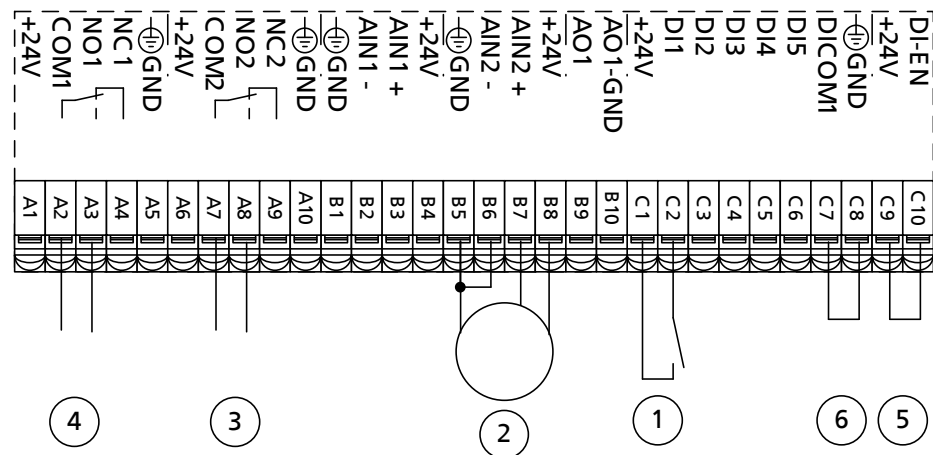 +24V
COM1
NO1
NC1
GND
+24V
COM2
NO2
NC2
GND
GND
AIN1 -
AIN1 +
+24V
GND
AIN2 -
AIN2 +
+24V
AO1
AO1-GND
+24V
DI1
DI2
DI3
DI4
DI5
DICOM1
GND
+24V
DI-EN
A1 A2 A3 A4 A5 A6 A7 A8 A9 A10 B1 B2 B3 B4 B5 B6 B7 B8 B9 B10 C1 C2 C3 C4 C5 C6 C7 C8 C9 C10
4 3 2 1 6 5